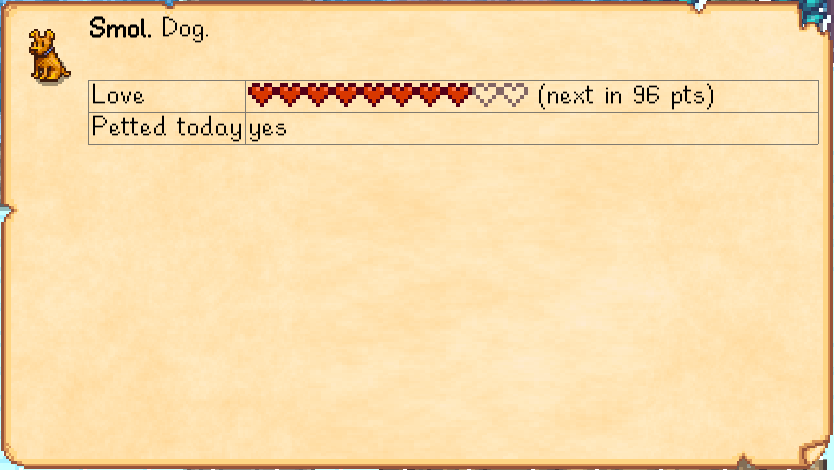 Smol. Dog.
Love (next in 96 pts)
Petted today yes